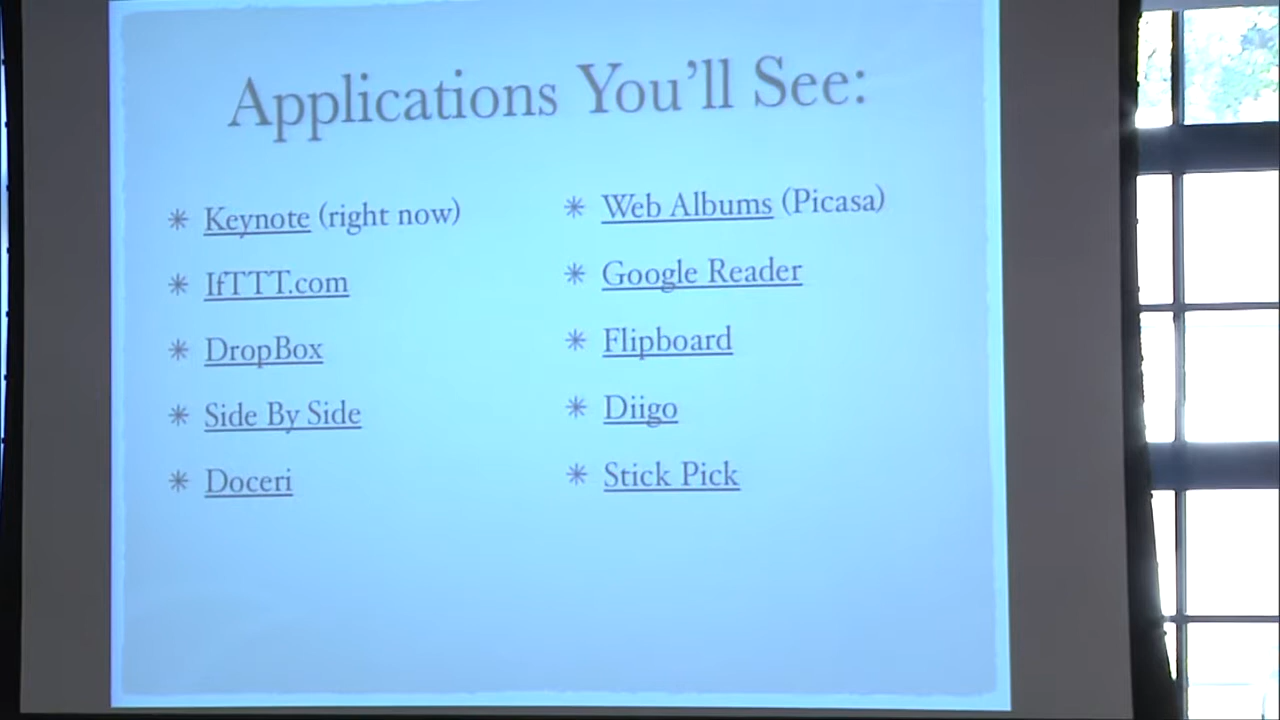 Applications You'll See:
✳ Keynote (right now)
✳ IfTTT.com
✳ DropBox
✳ Side By Side
✳ Doceri
✳ Web Albums (Picasa)
✳ Google Reader
✳ Flipboard
✳ Diigo
✳ Stick Pick